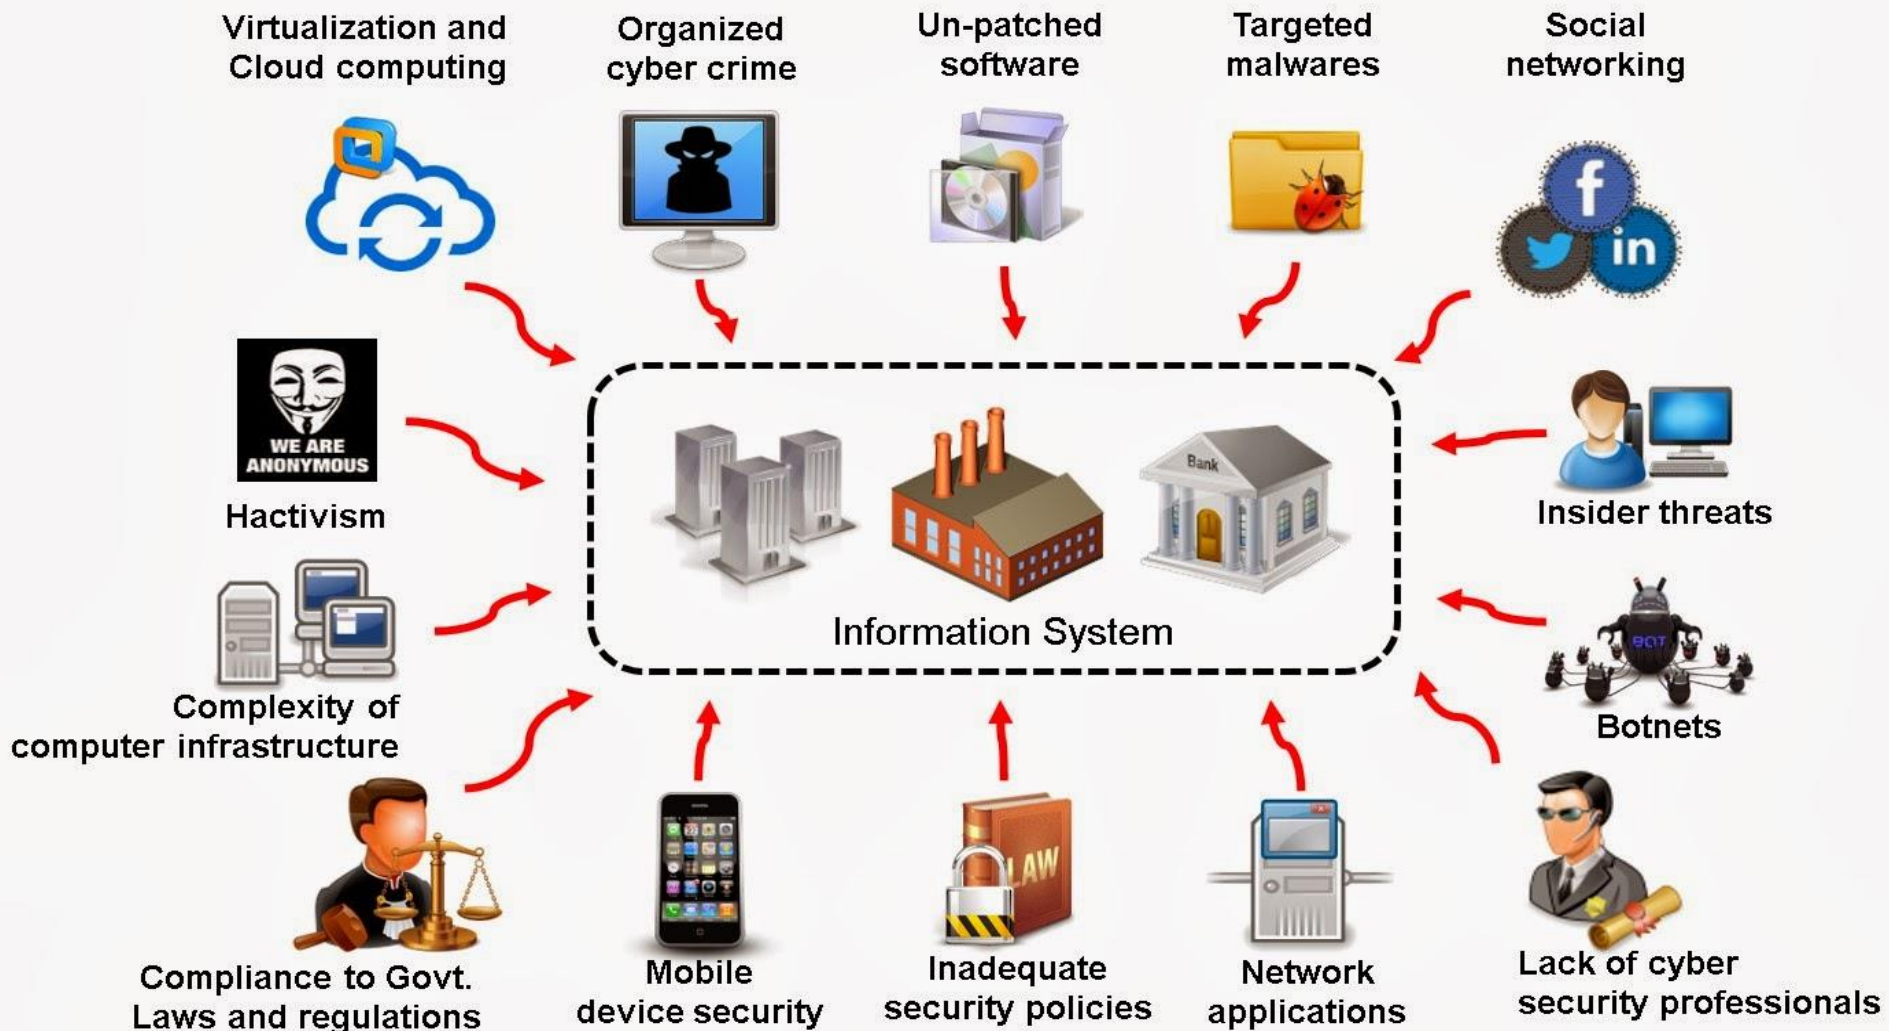 Virtualization and
Cloud computing
Organized
cyber crime
Un-patched
software
Targeted
malwares
Social
networking
f
in
WE ARE
ANONYMOUS
Hactivism
Bank
Information System
Insider threats
Complexity of
computer infrastructure
BOT
Botnets
Compliance to Govt.
Laws and regulations
Mobile
device security
LAW
Inadequate
security policies
Network
applications
Lack of cyber
security professionals